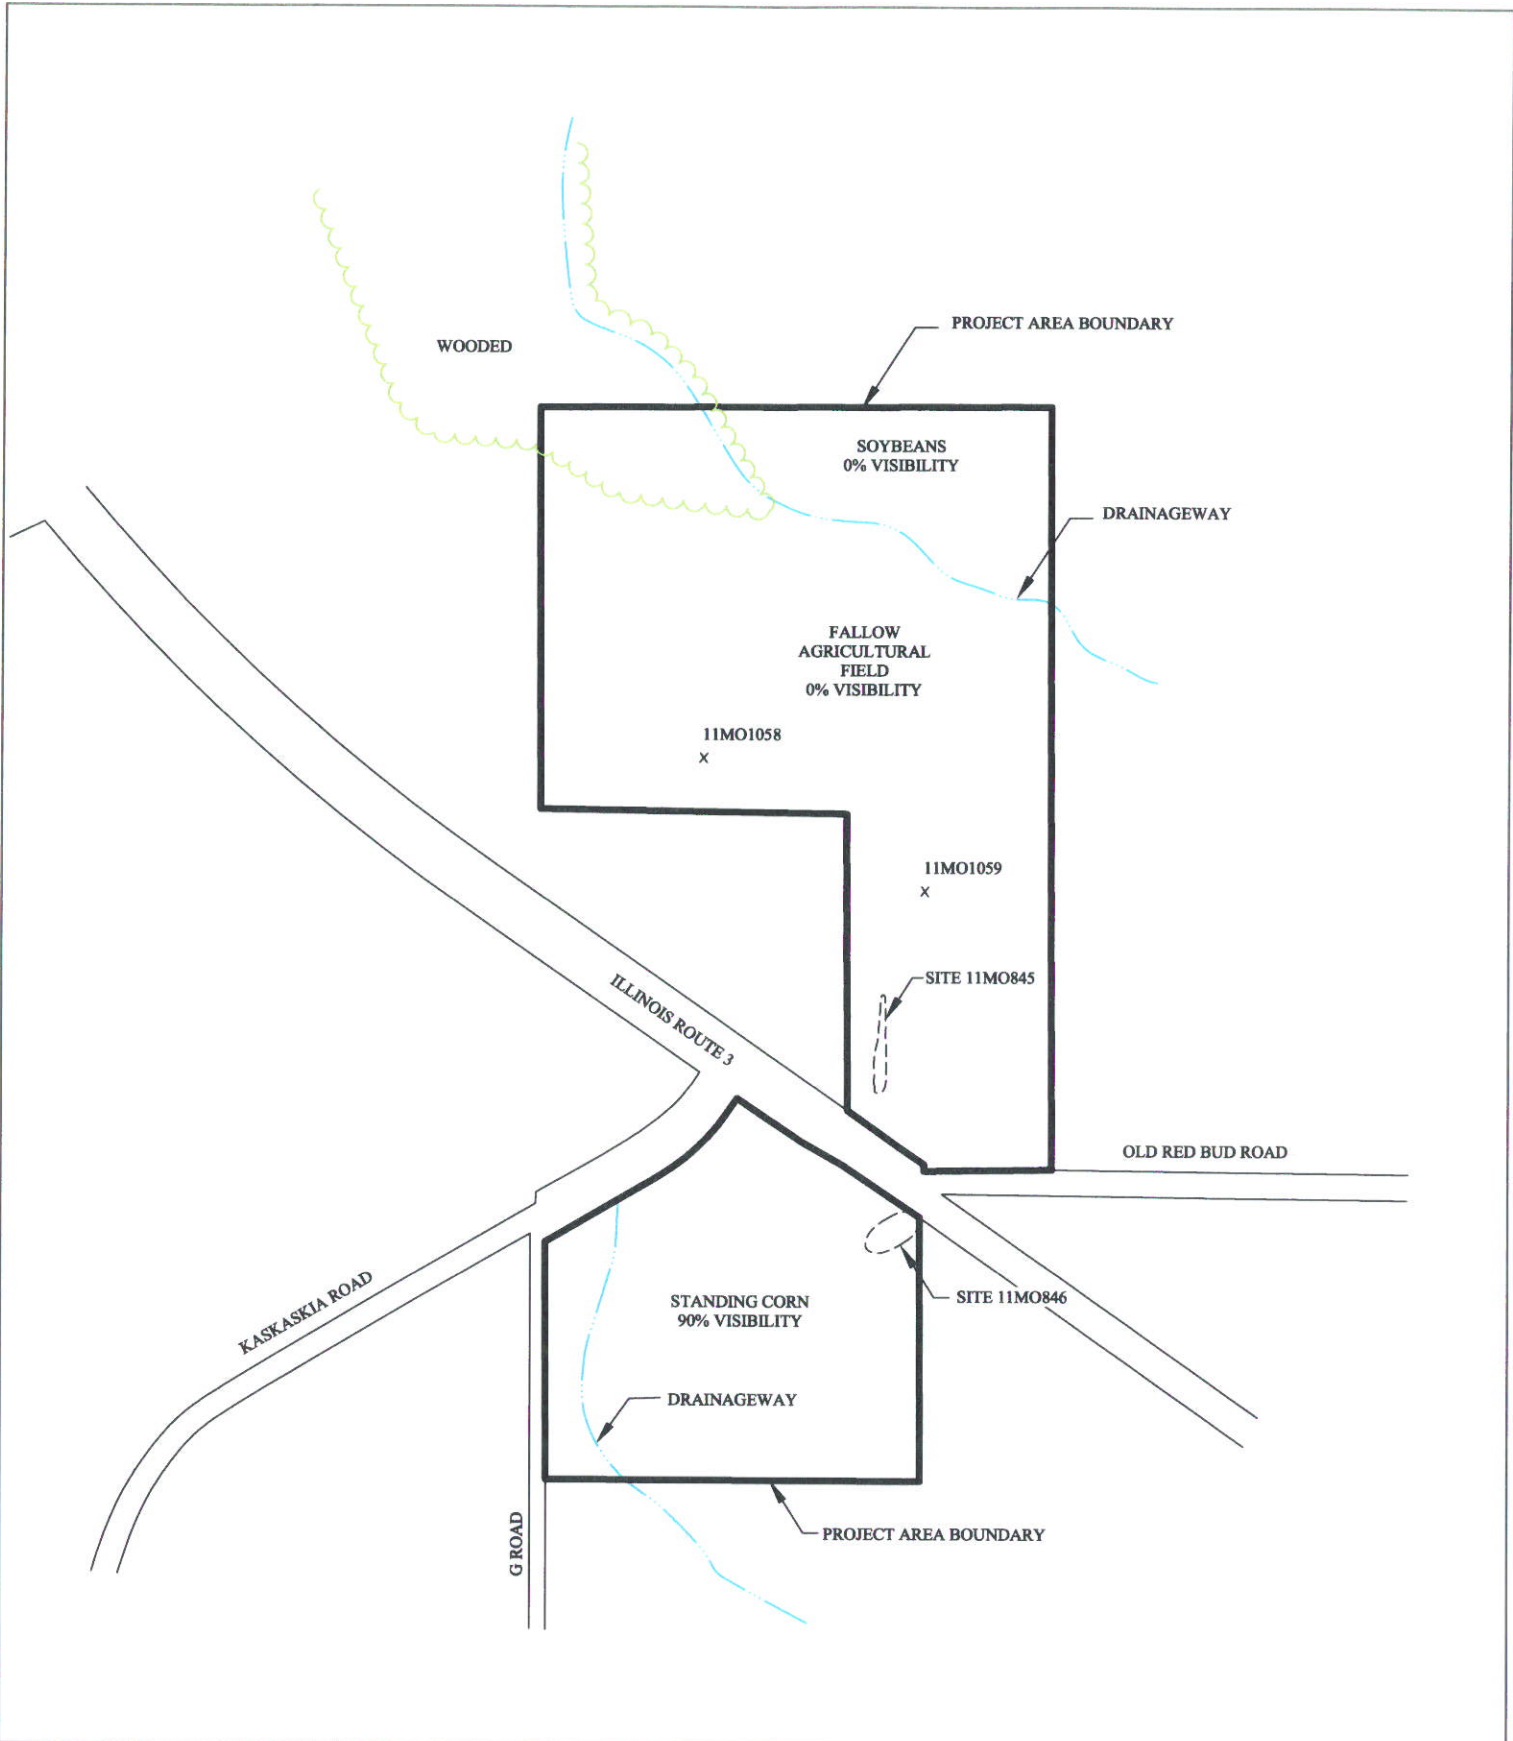 PROJECT AREA BOUNDARY
WOODED
SOYBEANS
0% VISIBILITY
DRAINAGEWAY
FALLOW
AGRICULTURAL
FIELD
0% VISIBILITY
11MO1058
x
11MO1059
x
SITE 11MO845
ILLINOIS ROUTE 3
OLD RED BUD ROAD
KASKASKIA ROAD
STANDING CORN
90% VISIBILITY
SITE 11MO846
DRAINAGEWAY
G ROAD
PROJECT AREA BOUNDARY